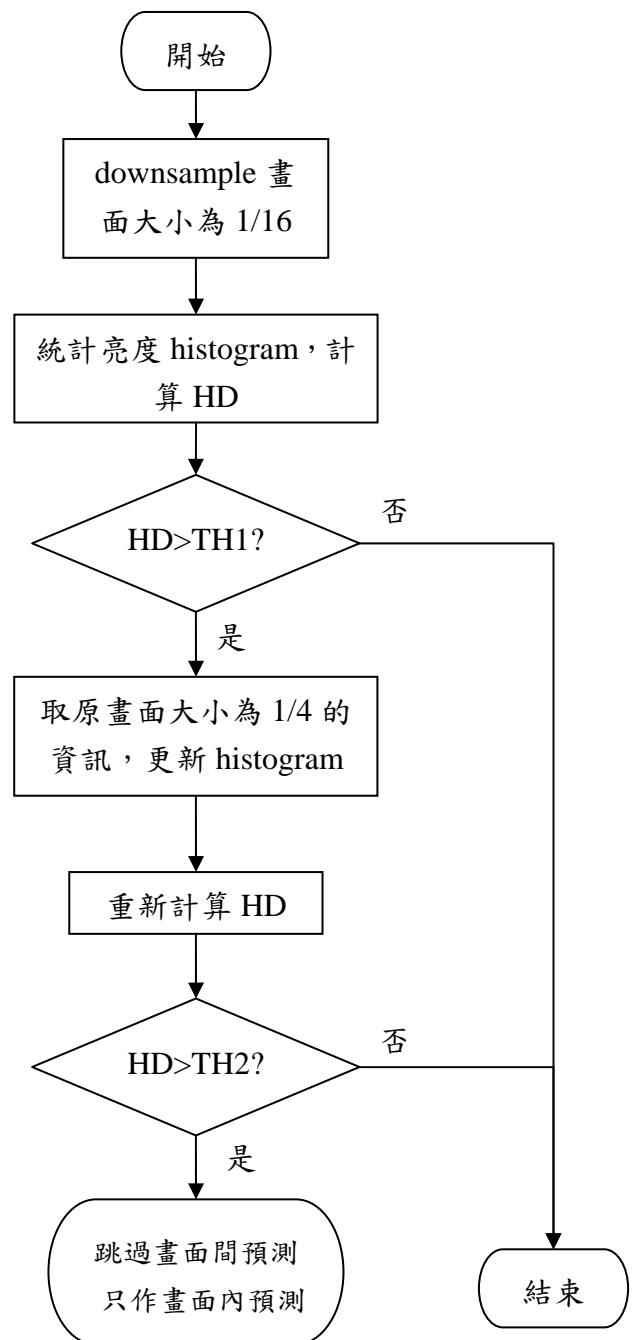 開始
downsample 畫
面大小為 1/16
統計亮度 histogram，計
算 HD
HD>TH1?
否
是
取原畫面大小為 1/4 的
資訊，更新 histogram
重新計算 HD
HD>TH2?
否
是
跳過畫面間預測
只作畫面內預測
結束